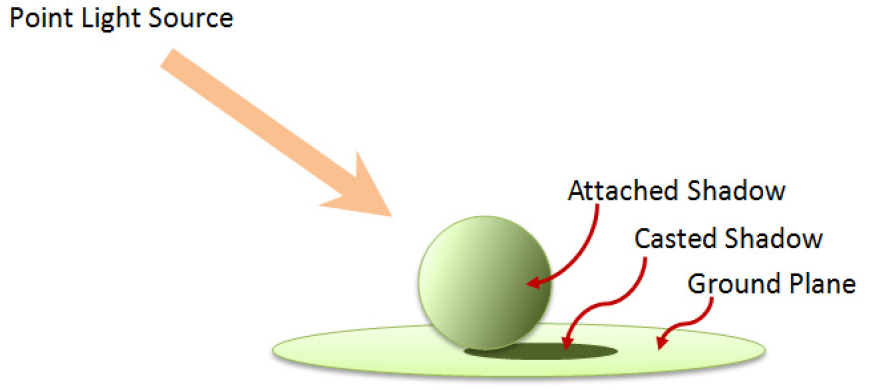 Point Light Source
Attached Shadow
Casted Shadow
Ground Plane